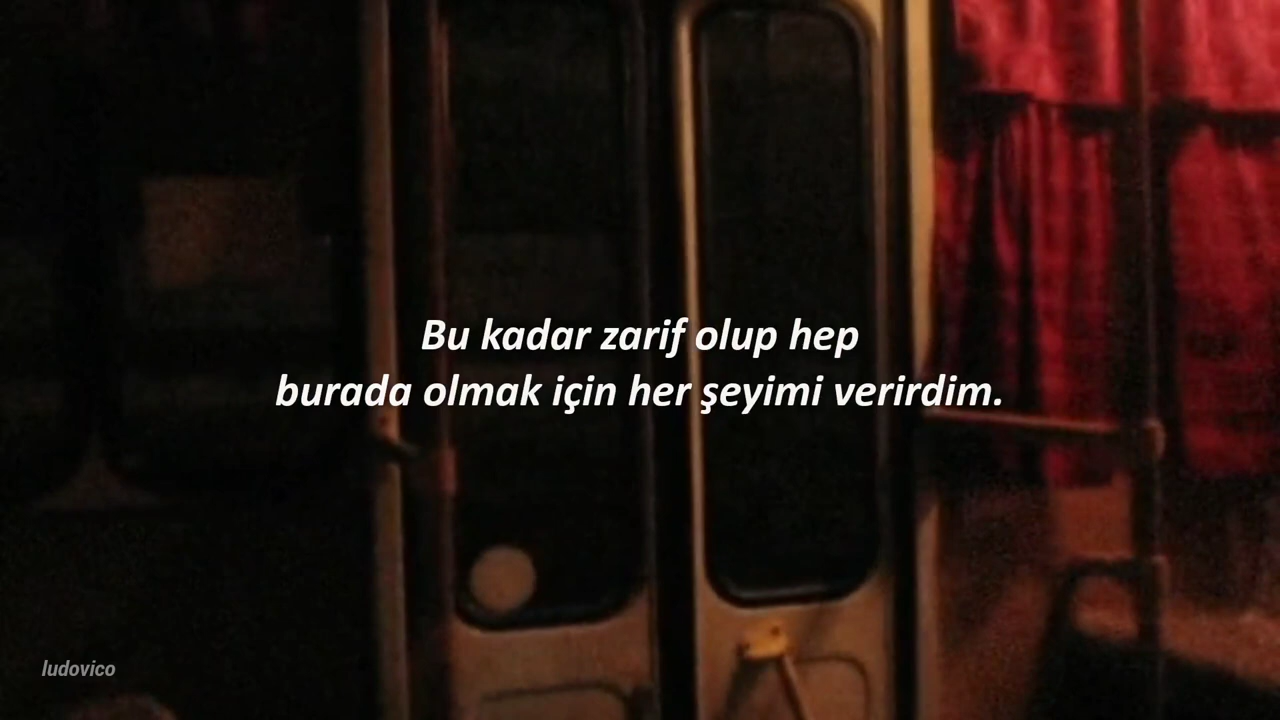 Bu kadar zarif olup hep
burada olmak için her şeyimi verirdim.
ludovico